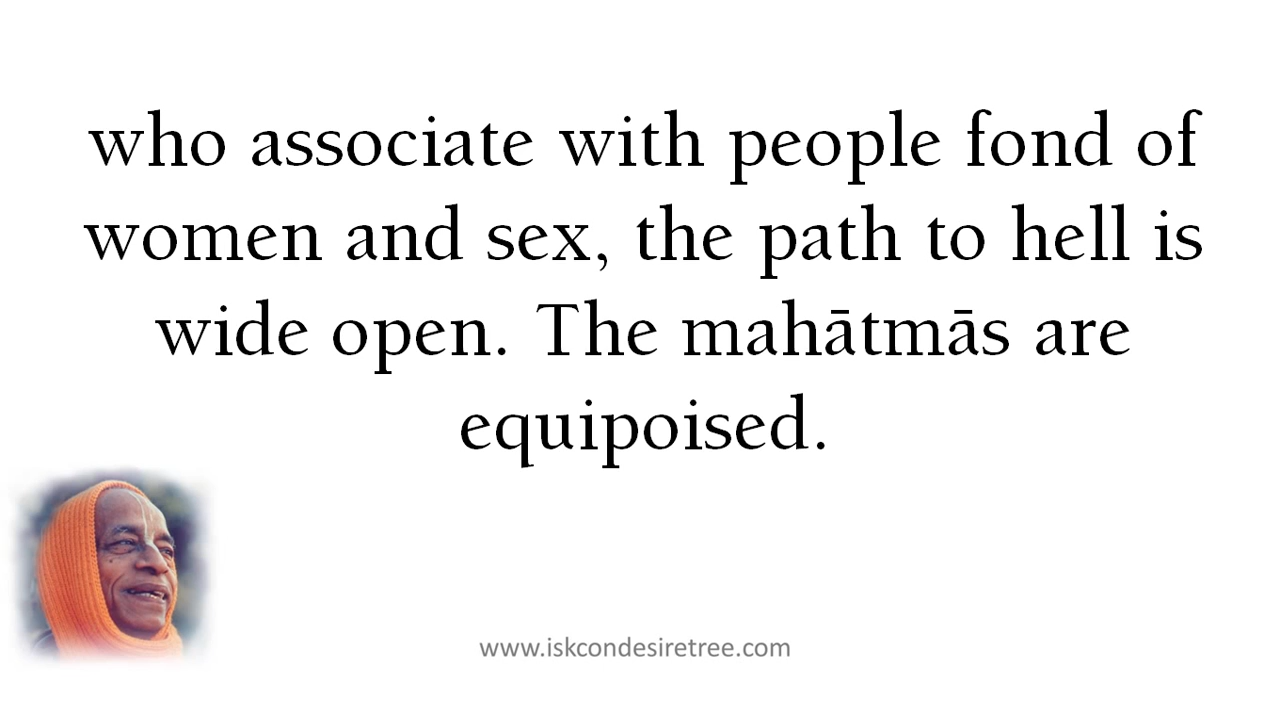 who associate with people fond of
women and sex, the path to hell is
wide open. The mahātmās are
equipoised.
www.iskcondesiretree.com